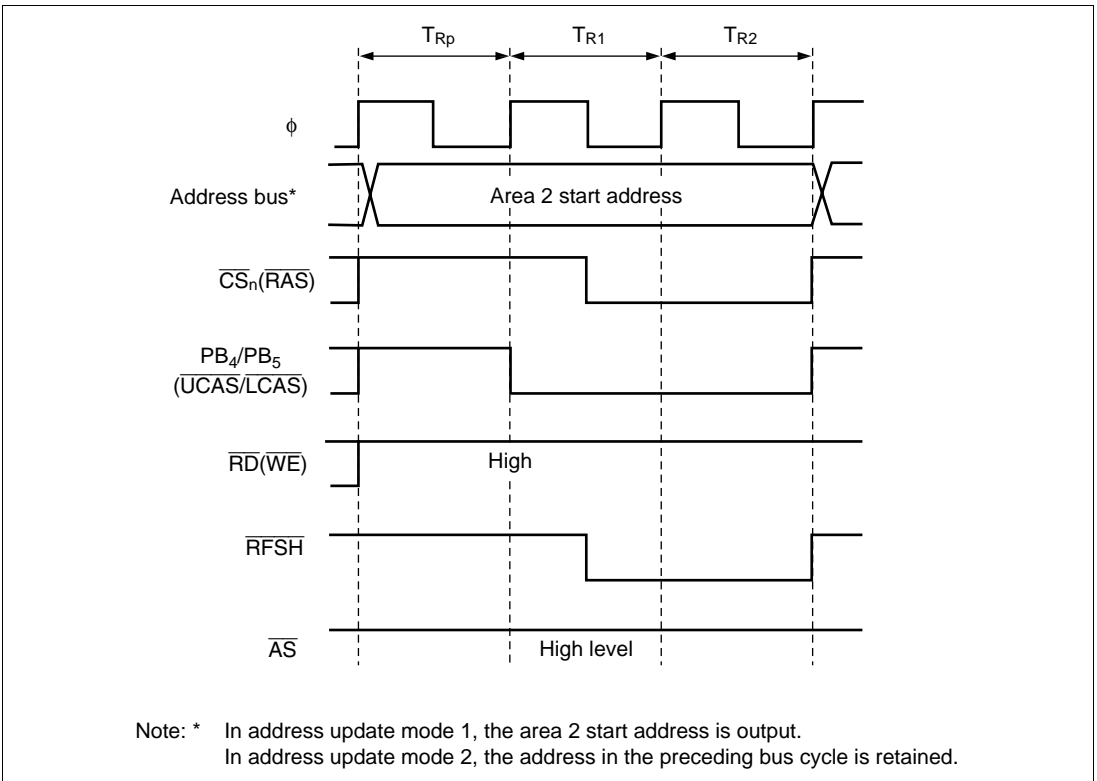 TRp TR1 TR2
φ
Address bus* Area 2 start address
CSn(RAS)
PB4/PB5
(UCAS/LCAS)
RD(WE) High
RFSH
AS High level
Note: * In address update mode 1, the area 2 start address is output.
In address update mode 2, the address in the preceding bus cycle is retained.